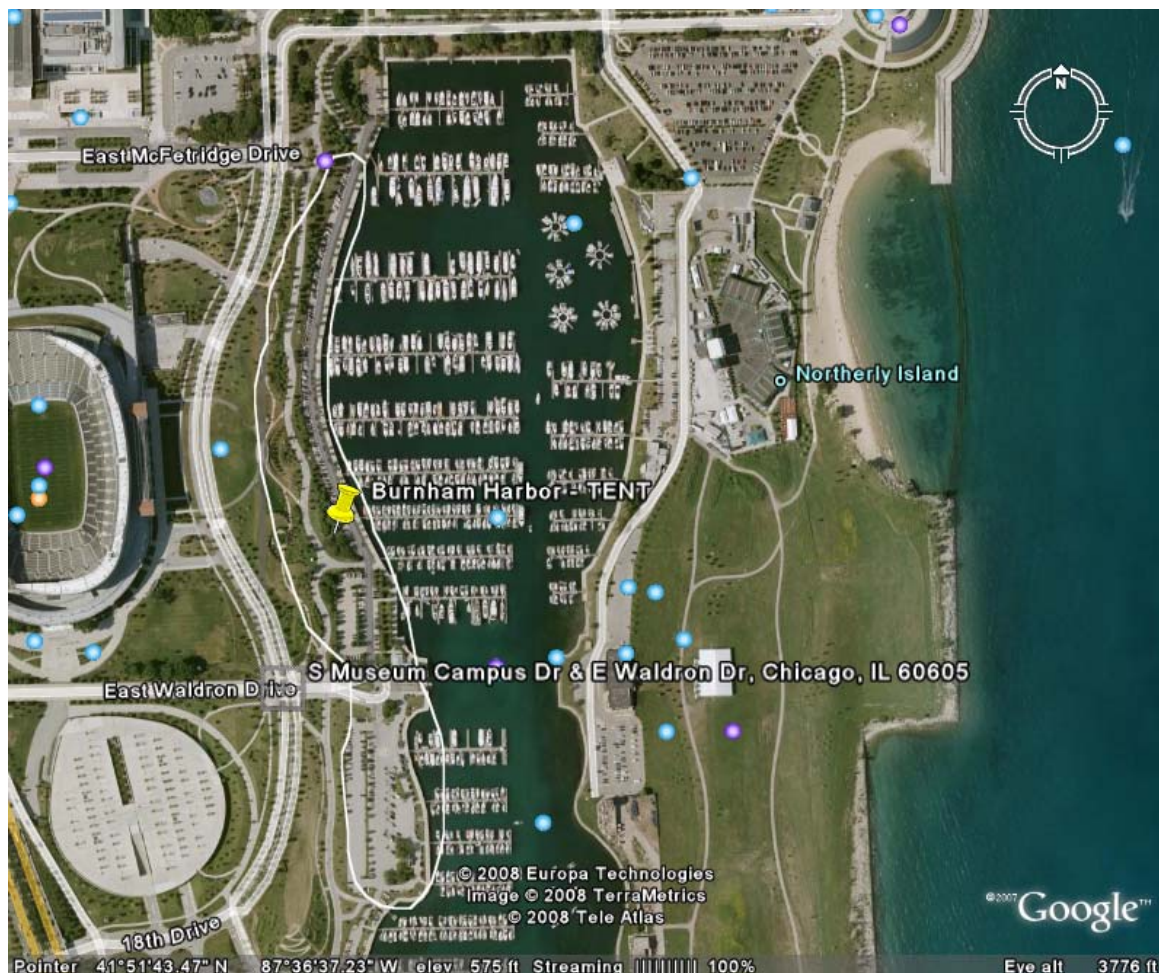 N
East McFetridge Drive
Northerly Island
Burnham Harbor - TENT
S Museum Campus Dr & E Waldron Dr, Chicago, IL 60605
East Waldron Drive
© 2008 Europa Technologies
Image © 2008 TerraMetrics
© 2008 Tele Atlas
©2007 Google™
18th Drive
Pointer 41°51'43.47" N 87°36'37.23" W elev 575 ft Streaming |||||||||| 100% Eye alt 3776 ft